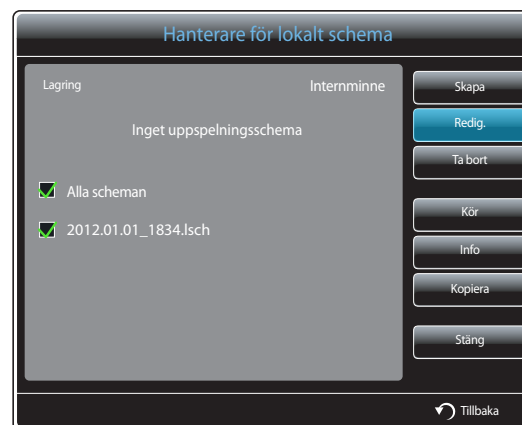 Hanterare för lokalt schema
Lagring Internminne
Inget uppspelningsschema
Alla scheman
2012.01.01_1834.lsch
Skapa
Redig.
Ta bort
Kör
Info
Kopiera
Stäng
Tillbaka